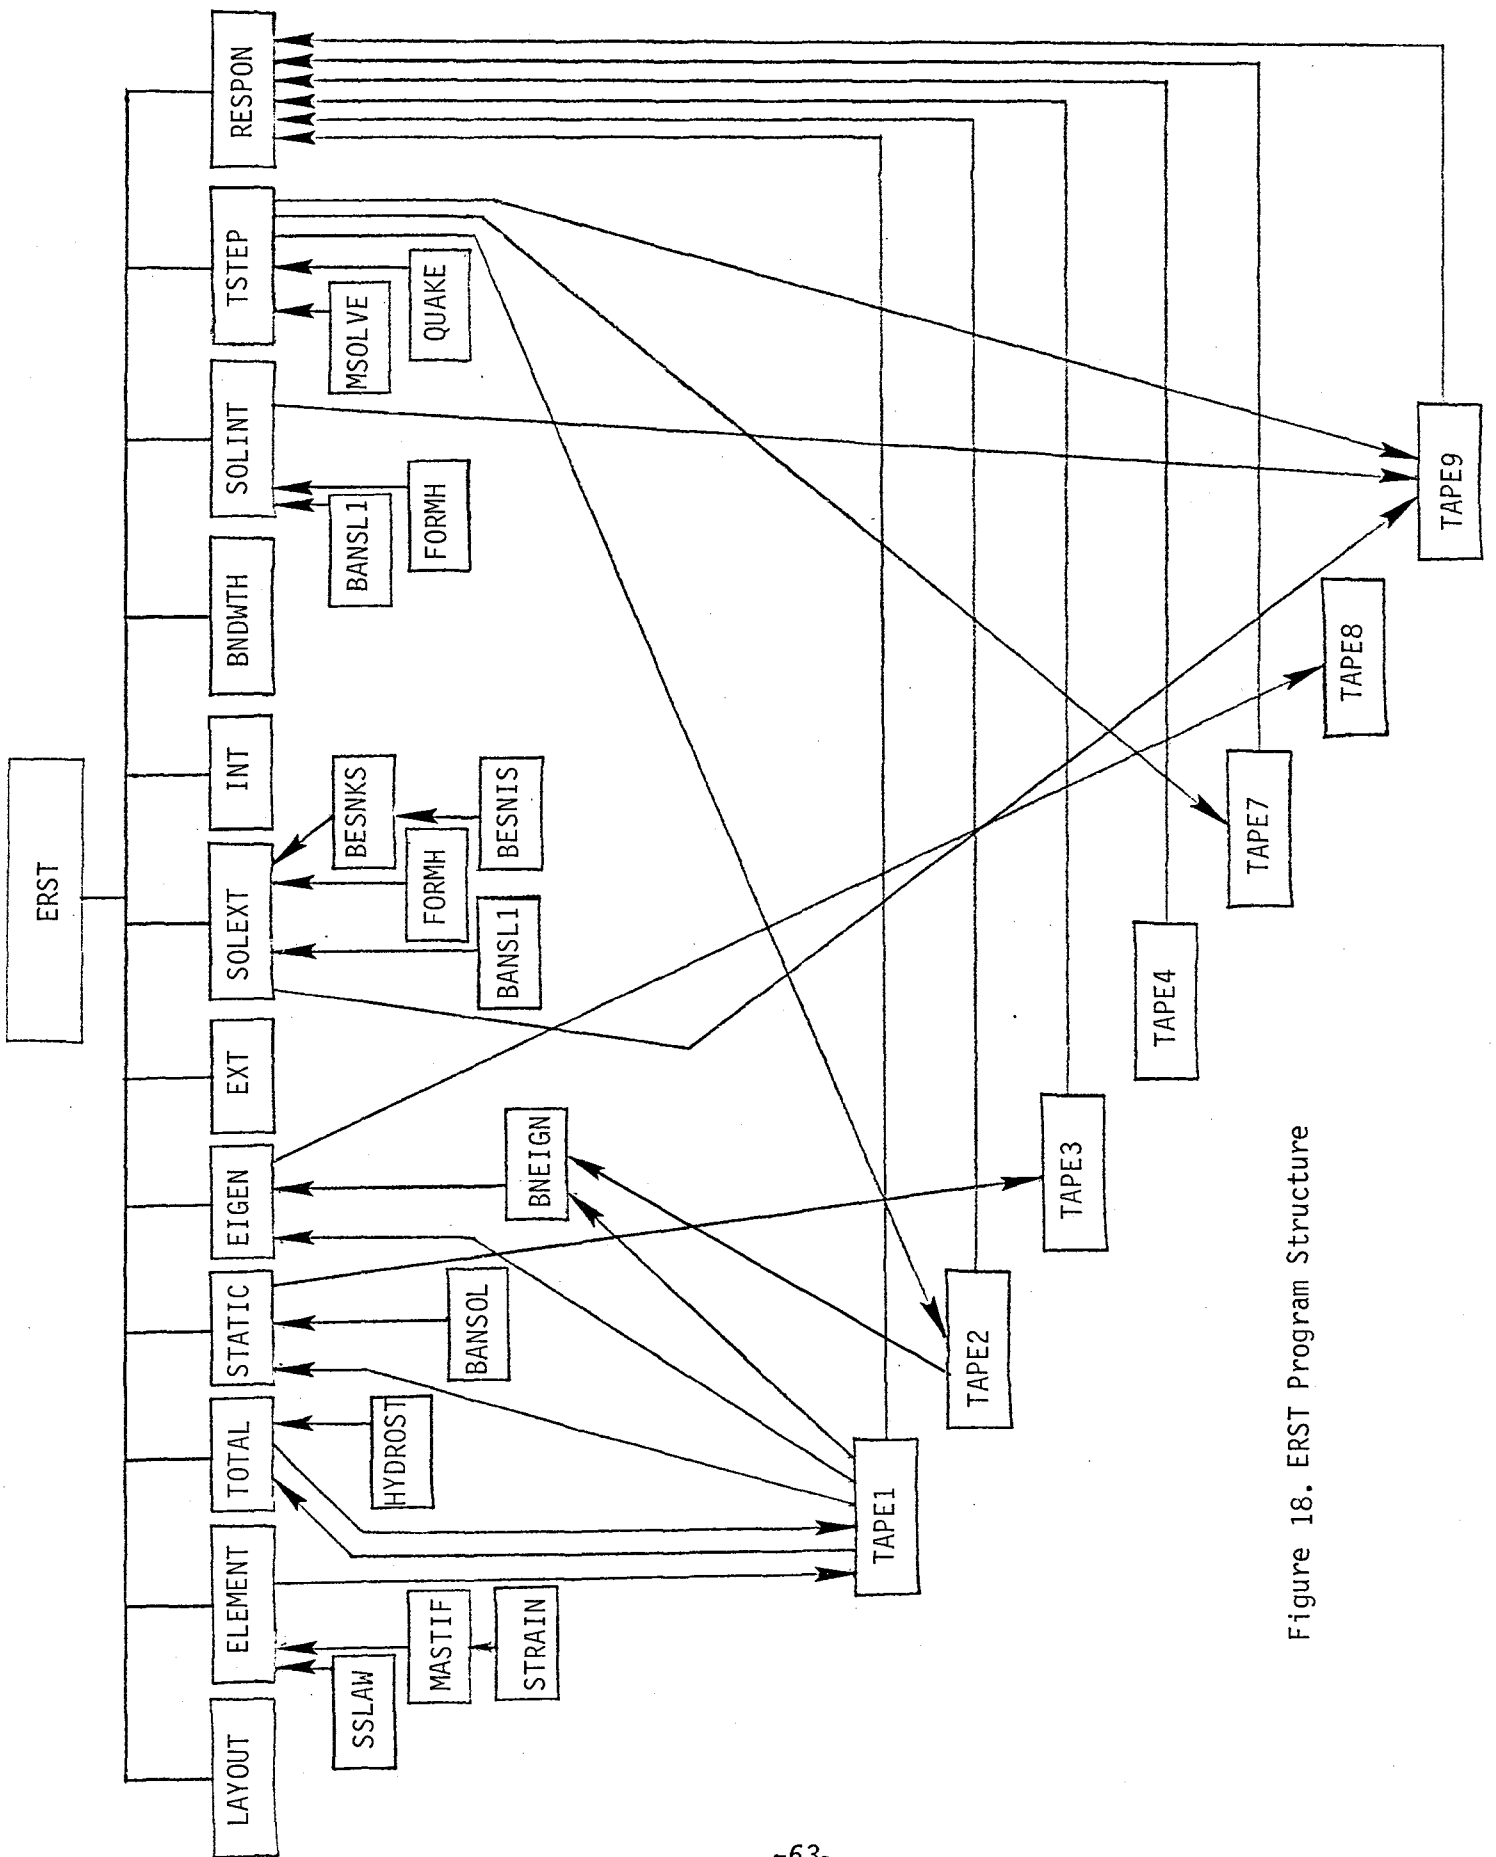 ERST
LAYOUT
ELEMENT
TOTAL
STATIC
EIGEN
EXT
SOLEXT
INT
BNDWTH
SOLINT
TSTEP
RESPON
SSLAW
MASTIF
STRAIN
HYDROST
BANSOL
BNEIGN
BANSL1
FORMH
BESNKS
BESNIS
BANSL1
FORMH
MSOLVE
QUAKE
TAPE1
TAPE2
TAPE3
TAPE4
TAPE7
TAPE8
TAPE9
Figure 18. ERST Program Structure
-63-